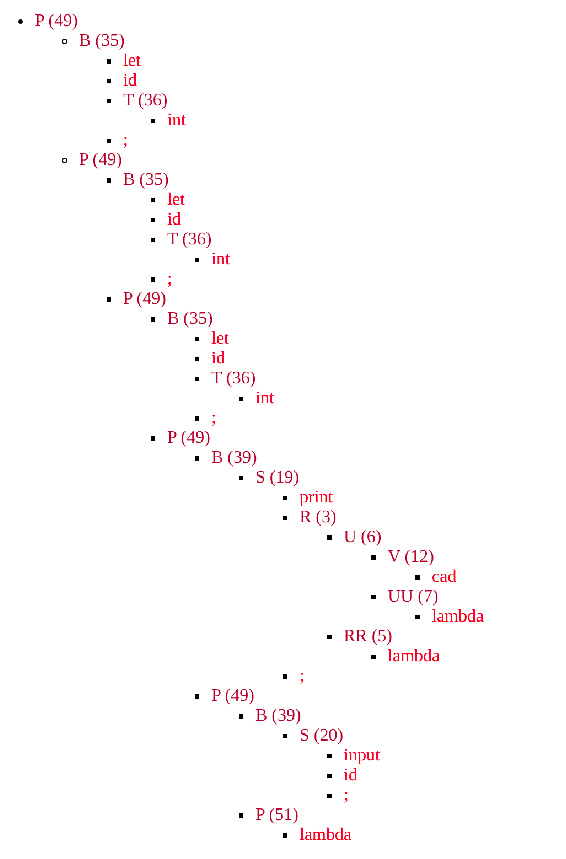 P (49)
B (35)
let
id
T (36)
int
;
P (49)
B (35)
let
id
T (36)
int
;
P (49)
B (35)
let
id
T (36)
int
;
P (49)
B (39)
S (19)
print
R (3)
U (6)
V (12)
cad
UU (7)
lambda
RR (5)
lambda
;
P (49)
B (39)
S (20)
input
id
;
P (51)
lambda